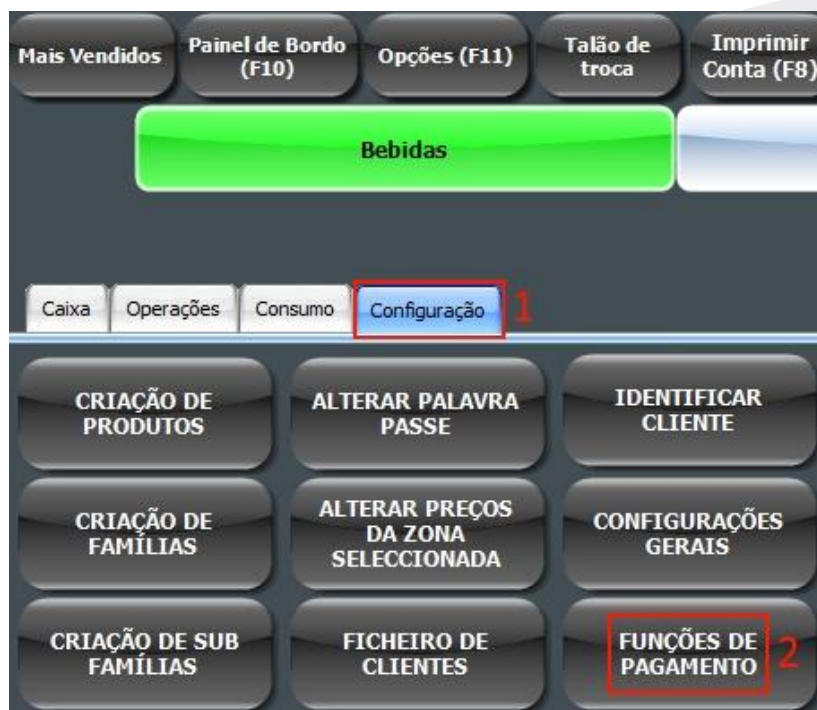 Mais Vendidos
Painel de Bordo
(F10)
Opções (F11)
Talão de
troca
Imprimir
Conta (F8)
Bebidas
Caixa
Operações
Consumo
Configuração
1
CRIAÇÃO DE
PRODUTOS
ALTERAR PALAVRA
PASSE
IDENTIFICAR
CLIENTE
CRIAÇÃO DE
FAMÍLIAS
ALTERAR PREÇOS
DA ZONA
SELECCIONADA
CONFIGURAÇÕES
GERAIS
CRIAÇÃO DE SUB
FAMÍLIAS
FICHEIRO DE
CLIENTES
FUNÇÕES DE
PAGAMENTO
2